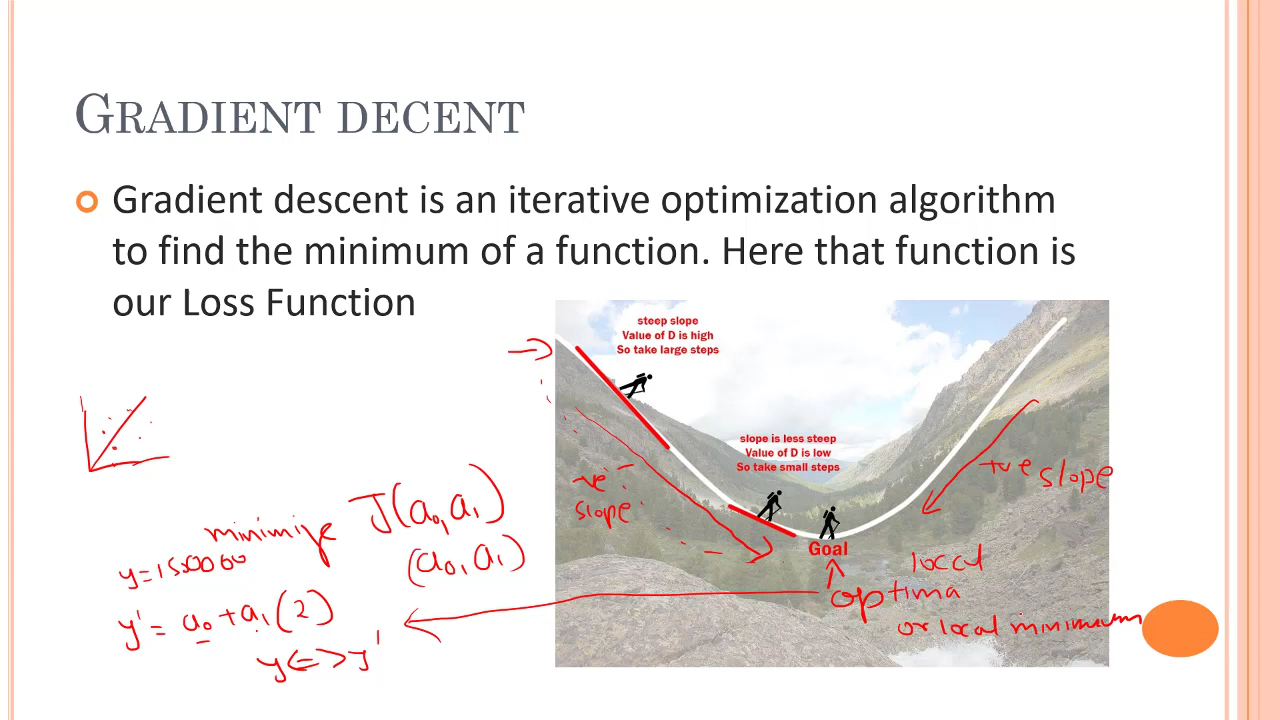 GRADIENT DECENT
Gradient descent is an iterative optimization algorithm
to find the minimum of a function. Here that function is
our Loss Function
steep slope
Value of D is high
So take large steps
slope is less steep
Value of D is low
So take small steps
Goal
-ve
slope
+ve slope
local
optima
or local minimum
minimize J(a0, a1)
(a0, a1)
y' = a0 + a1(2)
y <=> y'